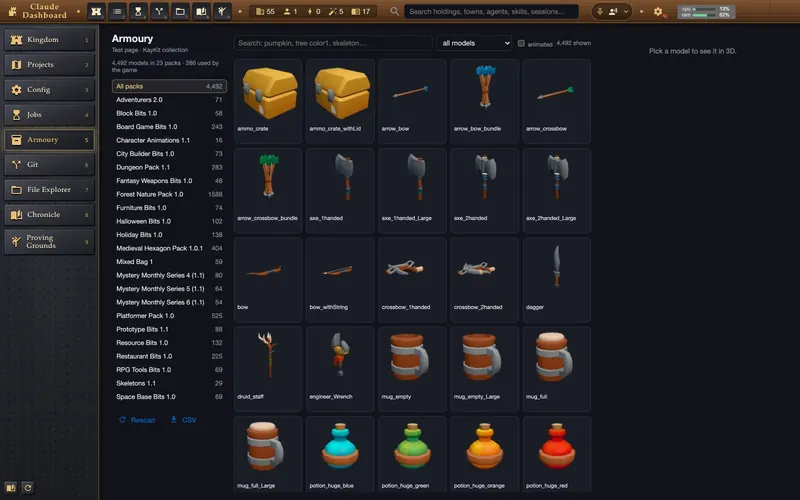 Claude
Dashboard
55
1
0
5
17
Search holdings, towns, agents, skills, sessions…
cpu 13%
ram 62%
Kingdom 1
Projects 2
Config 3
Jobs 4
Armoury 5
Git 6
File Explorer 7
Chronicle 8
Proving
Grounds 9
Armoury
Test page · KayKit collection
4,492 models in 23 packs · 286 used by
the game
All packs 4,492
Adventurers 2.0 71
Block Bits 1.0 58
Board Game Bits 1.0 243
Character Animations 1.1 16
City Builder Bits 1.0 73
Dungeon Pack 1.1 283
Fantasy Weapons Bits 1.0 48
Forest Nature Pack 1.0 1586
Furniture Bits 1.0 74
Halloween Bits 1.0 102
Holiday Bits 1.0 138
Medieval Hexagon Pack 1.0.1 404
Mixed Bag 1 59
Mystery Monthly Series 4 (1.1) 80
Mystery Monthly Series 5 (1.1) 64
Mystery Monthly Series 6 (1.1) 54
Platformer Pack 1.0 525
Prototype Bits 1.1 88
Resource Bits 1.0 132
Restaurant Bits 1.0 225
RPG Tools Bits 1.0 69
Skeletons 1.1 29
Space Base Bits 1.0 69
Rescan
CSV
Search: pumpkin, tree color1, skeleton…
all models
animated
4,492 shown
ammo_crate
ammo_crate_withLid
arrow_bow
arrow_bow_bundle
arrow_crossbow
arrow_crossbow_bundle
axe_1handed
axe_1handed_Large
axe_2handed
axe_2handed_Large
bow
bow_withString
crossbow_1handed
crossbow_2handed
dagger
druid_staff
engineer_Wrench
mug_empty
mug_empty_Large
mug_full
mug_full_Large
potion_huge_blue
potion_huge_green
potion_huge_orange
potion_huge_red
Pick a model to see it in 3D.